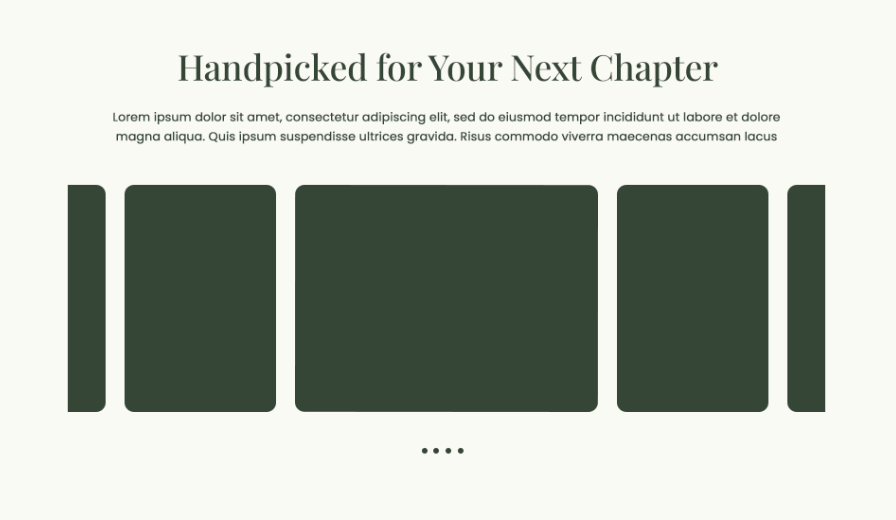 Handpicked for Your Next Chapter
Lorem ipsum dolor sit amet, consectetur adipiscing elit, sed do eiusmod tempor incididunt ut labore et dolore
magna aliqua. Quis ipsum suspendisse ultrices gravida. Risus commodo viverra maecenas accumsan lacus